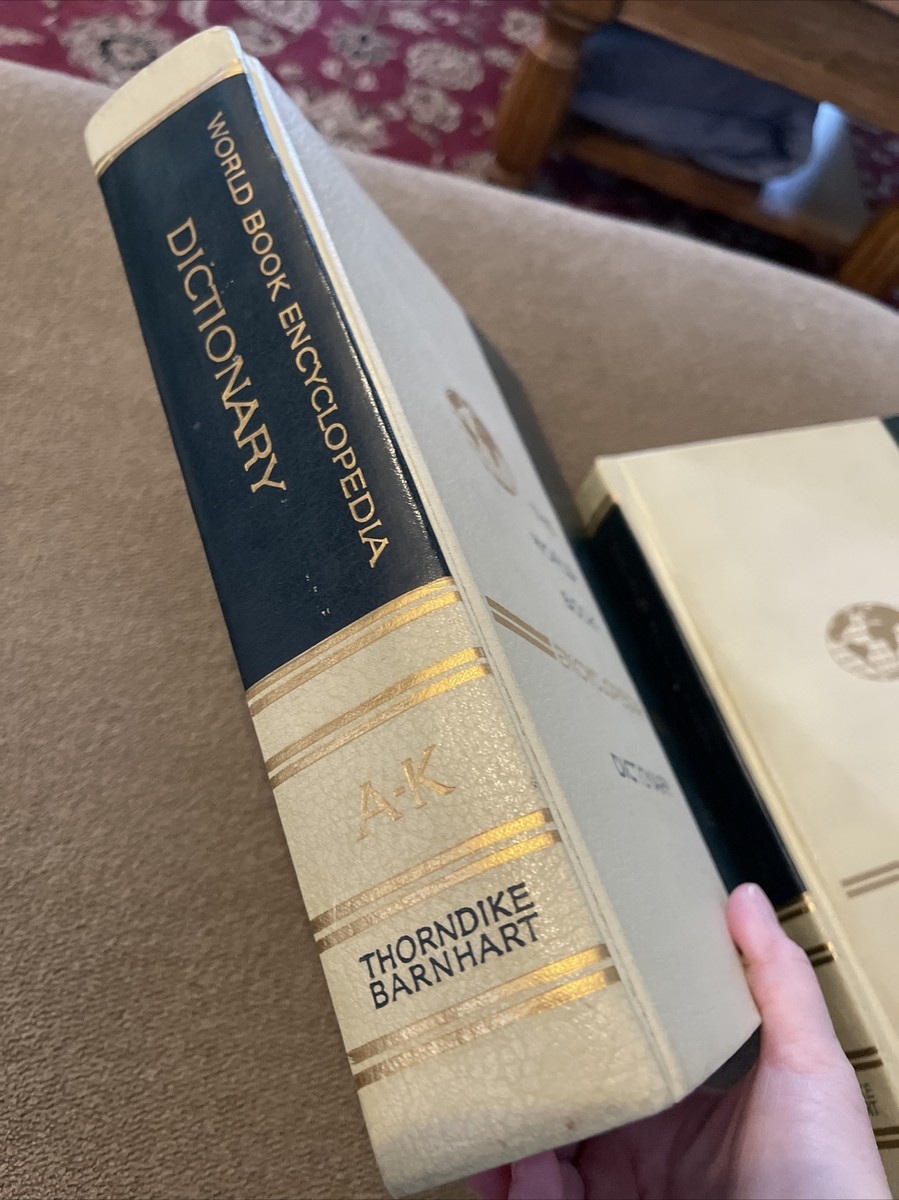 WORLD BOOK ENCYCLOPEDIA
DICTIONARY
A-K
THORNDIKE
BARNHART